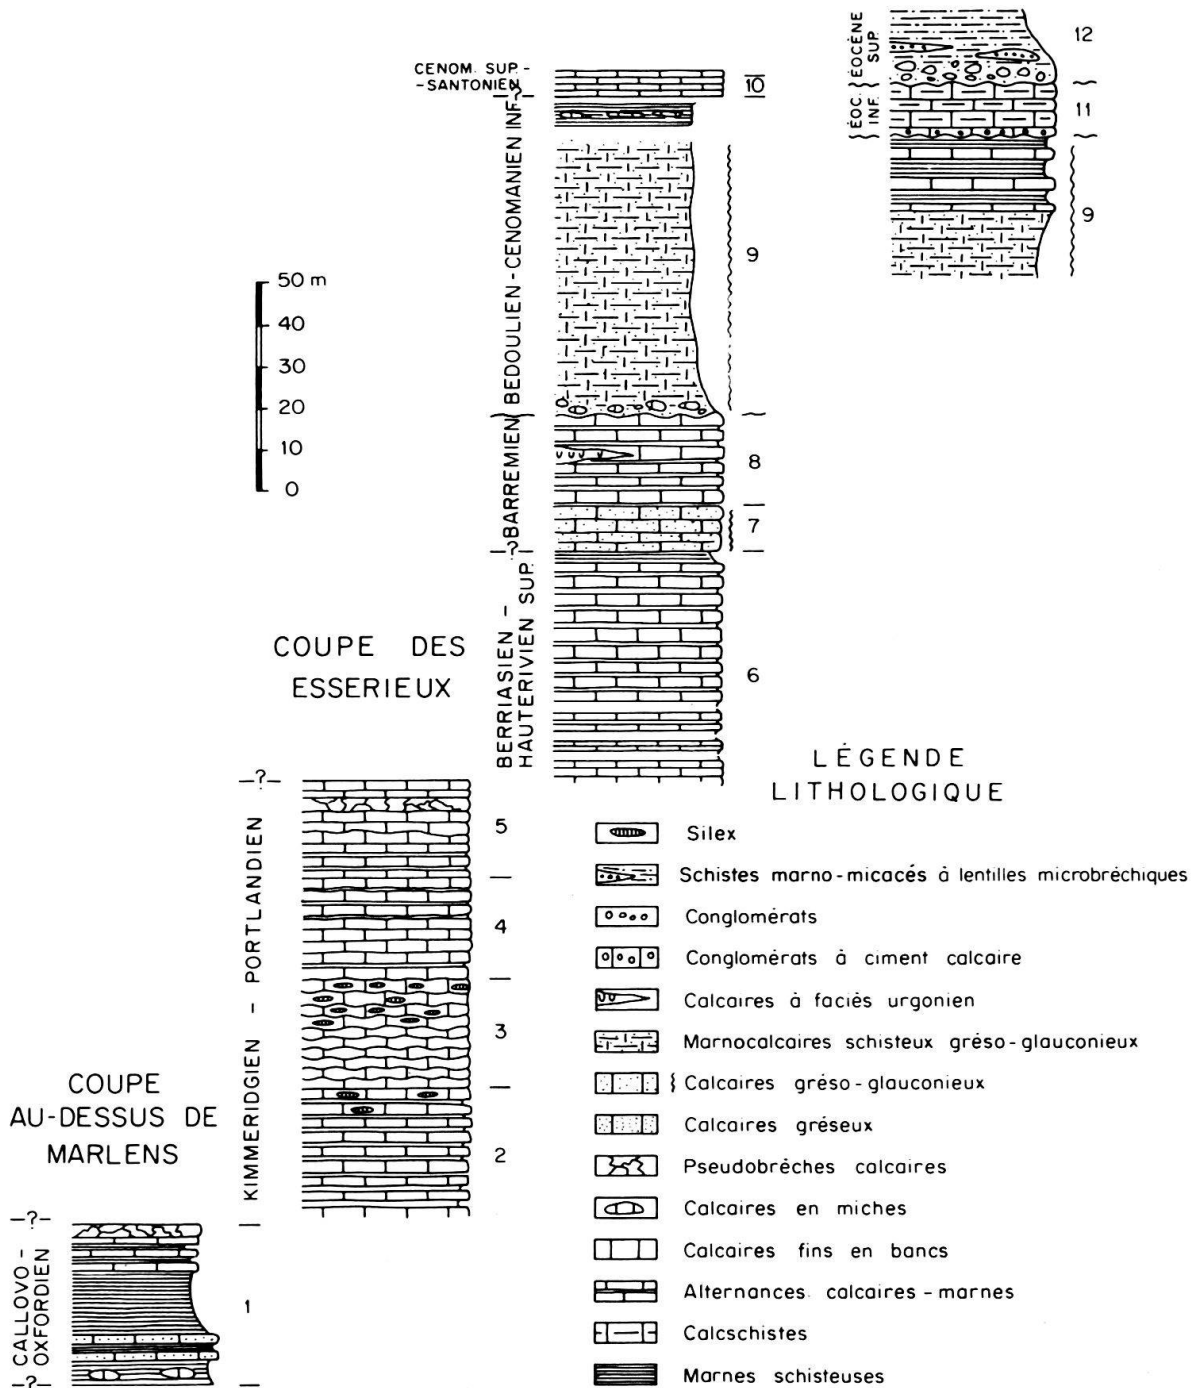 CENOM. SUP.-
-SANTONIEN
10
?
BEDOULIEN-CENOMANIEN INF.
9
BARREMIEN
8
7
?
BERRIASIEN -
HAUTERIVIEN SUP.
6
ÉOCÈNE
SUP.
12
ÉOC.
INF.
11
9
50 m
40
30
20
10
0
COUPE DES
ESSERIEUX
?
KIMMERIDGIEN - PORTLANDIEN
5
4
3
2
COUPE
AU-DESSUS DE
MARLENS
?
CALLOVO-
OXFORDIEN
1
?
LÉGENDE
LITHOLOGIQUE
Silex
Schistes marno-micacés à lentilles microbréchiques
Conglomérats
Conglomérats à ciment calcaire
Calcaires à faciés urgonien
Marnocalcaires schisteux gréso-glauconieux
Calcaires gréso-glauconieux
Calcaires gréseux
Pseudobrèches calcaires
Calcaires en miches
Calcaires fins en bancs
Alternances calcaires - marnes
Calcschistes
Marnes schisteuses